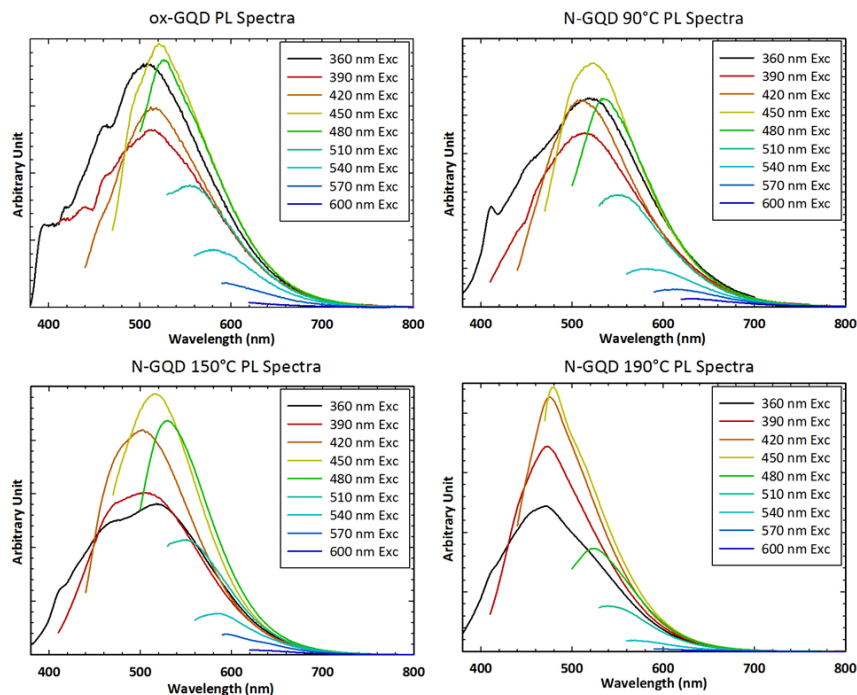 ox-GQD PL Spectra
360 nm Exc
390 nm Exc
420 nm Exc
450 nm Exc
480 nm Exc
510 nm Exc
540 nm Exc
570 nm Exc
600 nm Exc
Arbitrary Unit
400 500 600 700 800
Wavelength (nm)
N-GQD 90°C PL Spectra
360 nm Exc
390 nm Exc
420 nm Exc
450 nm Exc
480 nm Exc
510 nm Exc
540 nm Exc
570 nm Exc
600 nm Exc
Arbitrary Unit
400 500 600 700 800
Wavelength (nm)
N-GQD 150°C PL Spectra
360 nm Exc
390 nm Exc
420 nm Exc
450 nm Exc
480 nm Exc
510 nm Exc
540 nm Exc
570 nm Exc
600 nm Exc
Arbitrary Unit
400 500 600 700 800
Wavelength (nm)
N-GQD 190°C PL Spectra
360 nm Exc
390 nm Exc
420 nm Exc
450 nm Exc
480 nm Exc
510 nm Exc
540 nm Exc
570 nm Exc
600 nm Exc
Arbitrary Unit
400 500 600 700 800
Wavelength (nm)